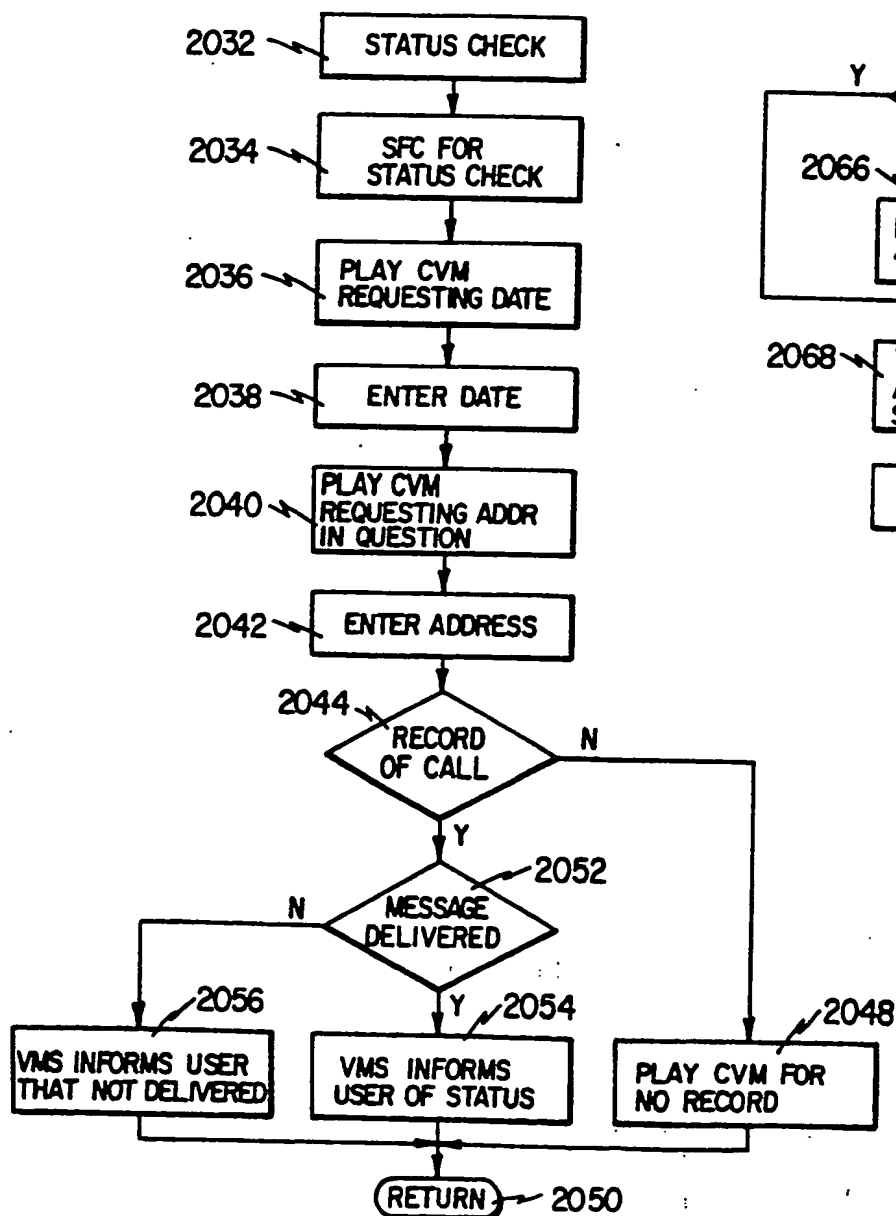 2032
STATUS CHECK
2034
SFC FOR
STATUS CHECK
2036
PLAY CVM
REQUESTING DATE
2038
ENTER DATE
2040
PLAY CVM
REQUESTING ADDR
IN QUESTION
2042
ENTER ADDRESS
2044
RECORD
OF CALL
N
Y
2052
MESSAGE
DELIVERED
N
Y
2056
VMS INFORMS USER
THAT NOT DELIVERED
2054
VMS INFORMS
USER OF STATUS
2048
PLAY CVM FOR
NO RECORD
RETURN
2050
Y
2066
2068